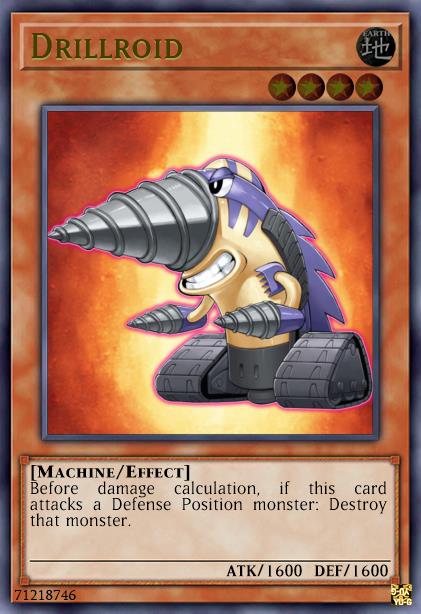 DRILLROID
EARTH
地
[MACHINE/EFFECT]
Before damage calculation, if this card
attacks a Defense Position monster: Destroy
that monster.
ATK/1600 DEF/1600
71218746